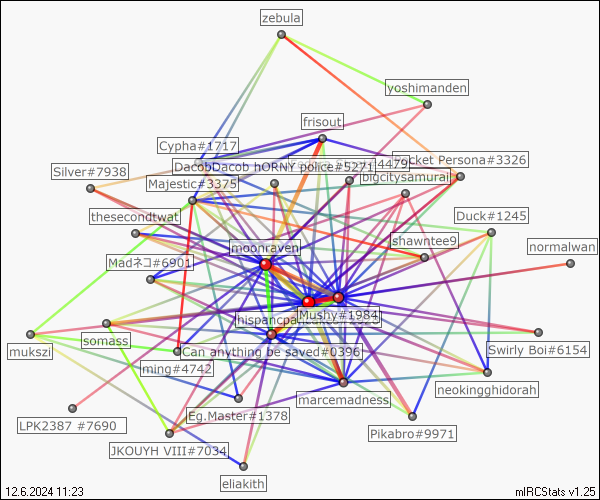 zebula
yoshimanden
frisout
Cypha#1717
DacobDacob hORNY police#5271
4479
Pocket Persona#3326
Silver#7938
Majestic#3375
bigcitysamurai
thesecondtwat
Duck#1245
moonraven
shawntee9
normalwan
Madネコ#6901
Mushy#1984
mukszi
somass
Can anything be saved#0396
Swirly Boi#6154
ming#4742
neokingghidorah
marcemadness
LPK2387 #7690
Eg.Master#1378
Pikabro#9971
JKOUYH VIII#7034
eliakith
12.6.2024 11:23
mIRCStats v1.25